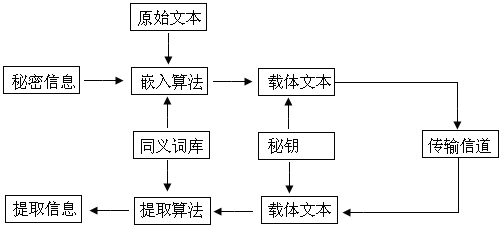 原始文本
秘密信息
嵌入算法
载体文本
同义词库
秘钥
传输信道
提取信息
提取算法
载体文本